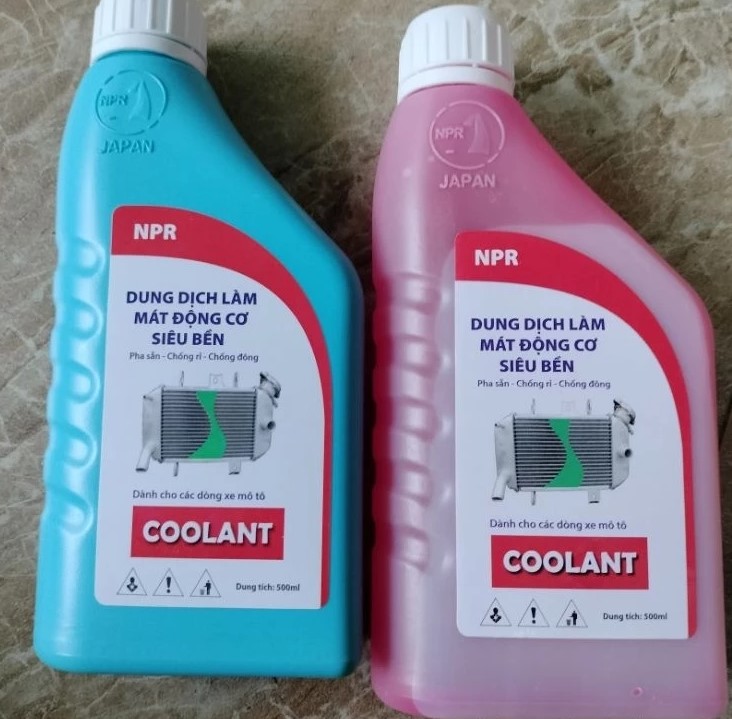 NPR
JAPAN
NPR
DUNG DỊCH LÀM
MÁT ĐỘNG CƠ
SIÊU BỀN
Pha sẵn - Chống rỉ - Chống đông
Dành cho các dòng xe mô tô
COOLANT
Dung tích: 500ml
NPR
JAPAN
NPR
DUNG DỊCH LÀM
MÁT ĐỘNG CƠ
SIÊU BỀN
Pha sẵn - Chống rỉ - Chống đông
Dành cho các dòng xe mô tô
COOLANT
Dung tích: 500ml